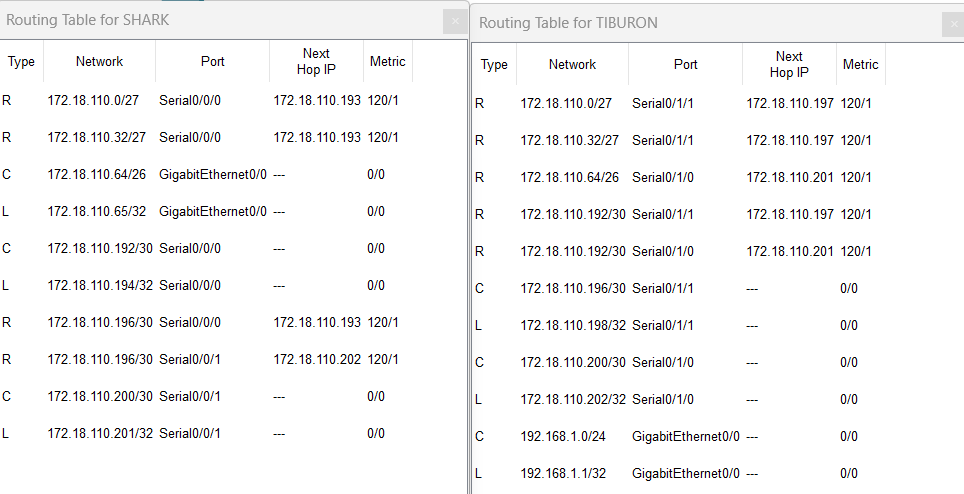 Routing Table for SHARK
Type Network Port Next Hop IP Metric
R 172.18.110.0/27 Serial0/0/0 172.18.110.193 120/1
R 172.18.110.32/27 Serial0/0/0 172.18.110.193 120/1
C 172.18.110.64/26 GigabitEthernet0/0 --- 0/0
L 172.18.110.65/32 GigabitEthernet0/0 --- 0/0
C 172.18.110.192/30 Serial0/0/0 --- 0/0
L 172.18.110.194/32 Serial0/0/0 --- 0/0
R 172.18.110.196/30 Serial0/0/0 172.18.110.193 120/1
R 172.18.110.196/30 Serial0/0/1 172.18.110.202 120/1
C 172.18.110.200/30 Serial0/0/1 --- 0/0
L 172.18.110.201/32 Serial0/0/1 --- 0/0
Routing Table for TIBURON
Type Network Port Next Hop IP Metric
R 172.18.110.0/27 Serial0/1/1 172.18.110.197 120/1
R 172.18.110.32/27 Serial0/1/1 172.18.110.197 120/1
R 172.18.110.64/26 Serial0/1/0 172.18.110.201 120/1
R 172.18.110.192/30 Serial0/1/1 172.18.110.197 120/1
R 172.18.110.192/30 Serial0/1/0 172.18.110.201 120/1
C 172.18.110.196/30 Serial0/1/1 --- 0/0
L 172.18.110.198/32 Serial0/1/1 --- 0/0
C 172.18.110.200/30 Serial0/1/0 --- 0/0
L 172.18.110.202/32 Serial0/1/0 --- 0/0
C 192.168.1.0/24 GigabitEthernet0/0 --- 0/0
L 192.168.1.1/32 GigabitEthernet0/0 --- 0/0